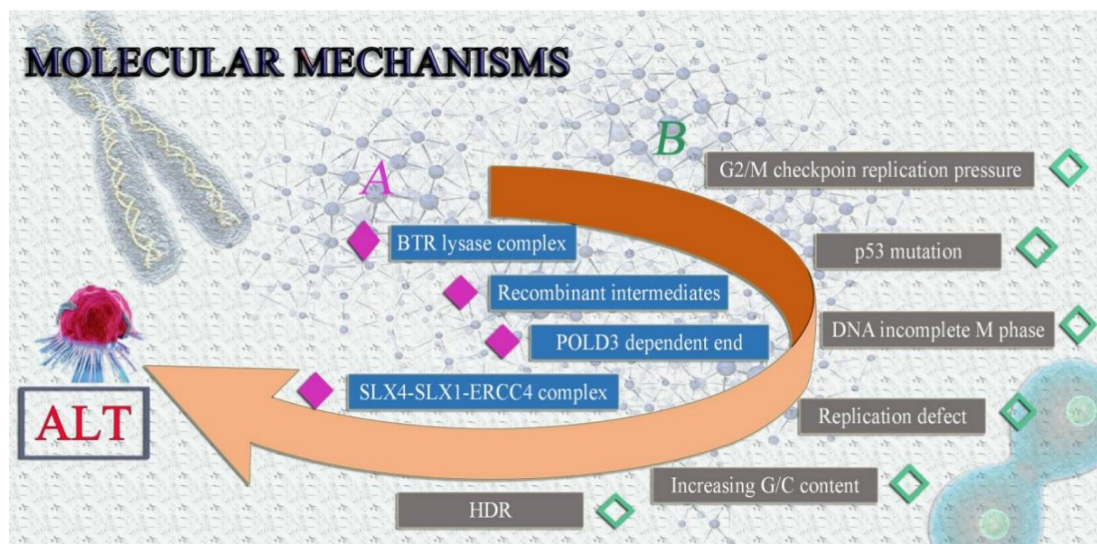 MOLECULAR MECHANISMS
A
BTR lysase complex
Recombinant intermediates
POLD3 dependent end
SLX4-SLX1-ERCC4 complex
ALT
B
G2/M checkpoin replication pressure
p53 mutation
DNA incomplete M phase
Replication defect
Increasing G/C content
HDR